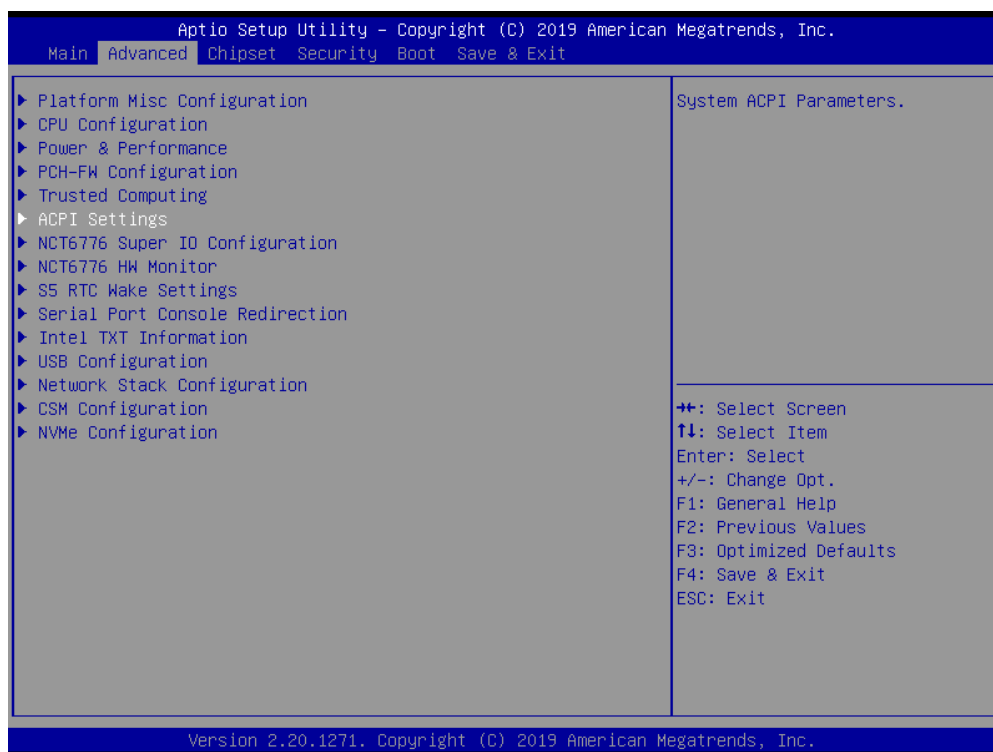 Aptio Setup Utility – Copyright (C) 2019 American Megatrends, Inc.
Main Advanced Chipset Security Boot Save & Exit
▶ Platform Misc Configuration
▶ CPU Configuration
▶ Power & Performance
▶ PCH-FW Configuration
▶ Trusted Computing
▶ ACPI Settings
▶ NCT6776 Super IO Configuration
▶ NCT6776 HW Monitor
▶ S5 RTC Wake Settings
▶ Serial Port Console Redirection
▶ Intel TXT Information
▶ USB Configuration
▶ Network Stack Configuration
▶ CSM Configuration
▶ NVMe Configuration
System ACPI Parameters.
→←: Select Screen
↑↓: Select Item
Enter: Select
+/-: Change Opt.
F1: General Help
F2: Previous Values
F3: Optimized Defaults
F4: Save & Exit
ESC: Exit
Version 2.20.1271. Copyright (C) 2019 American Megatrends, Inc.